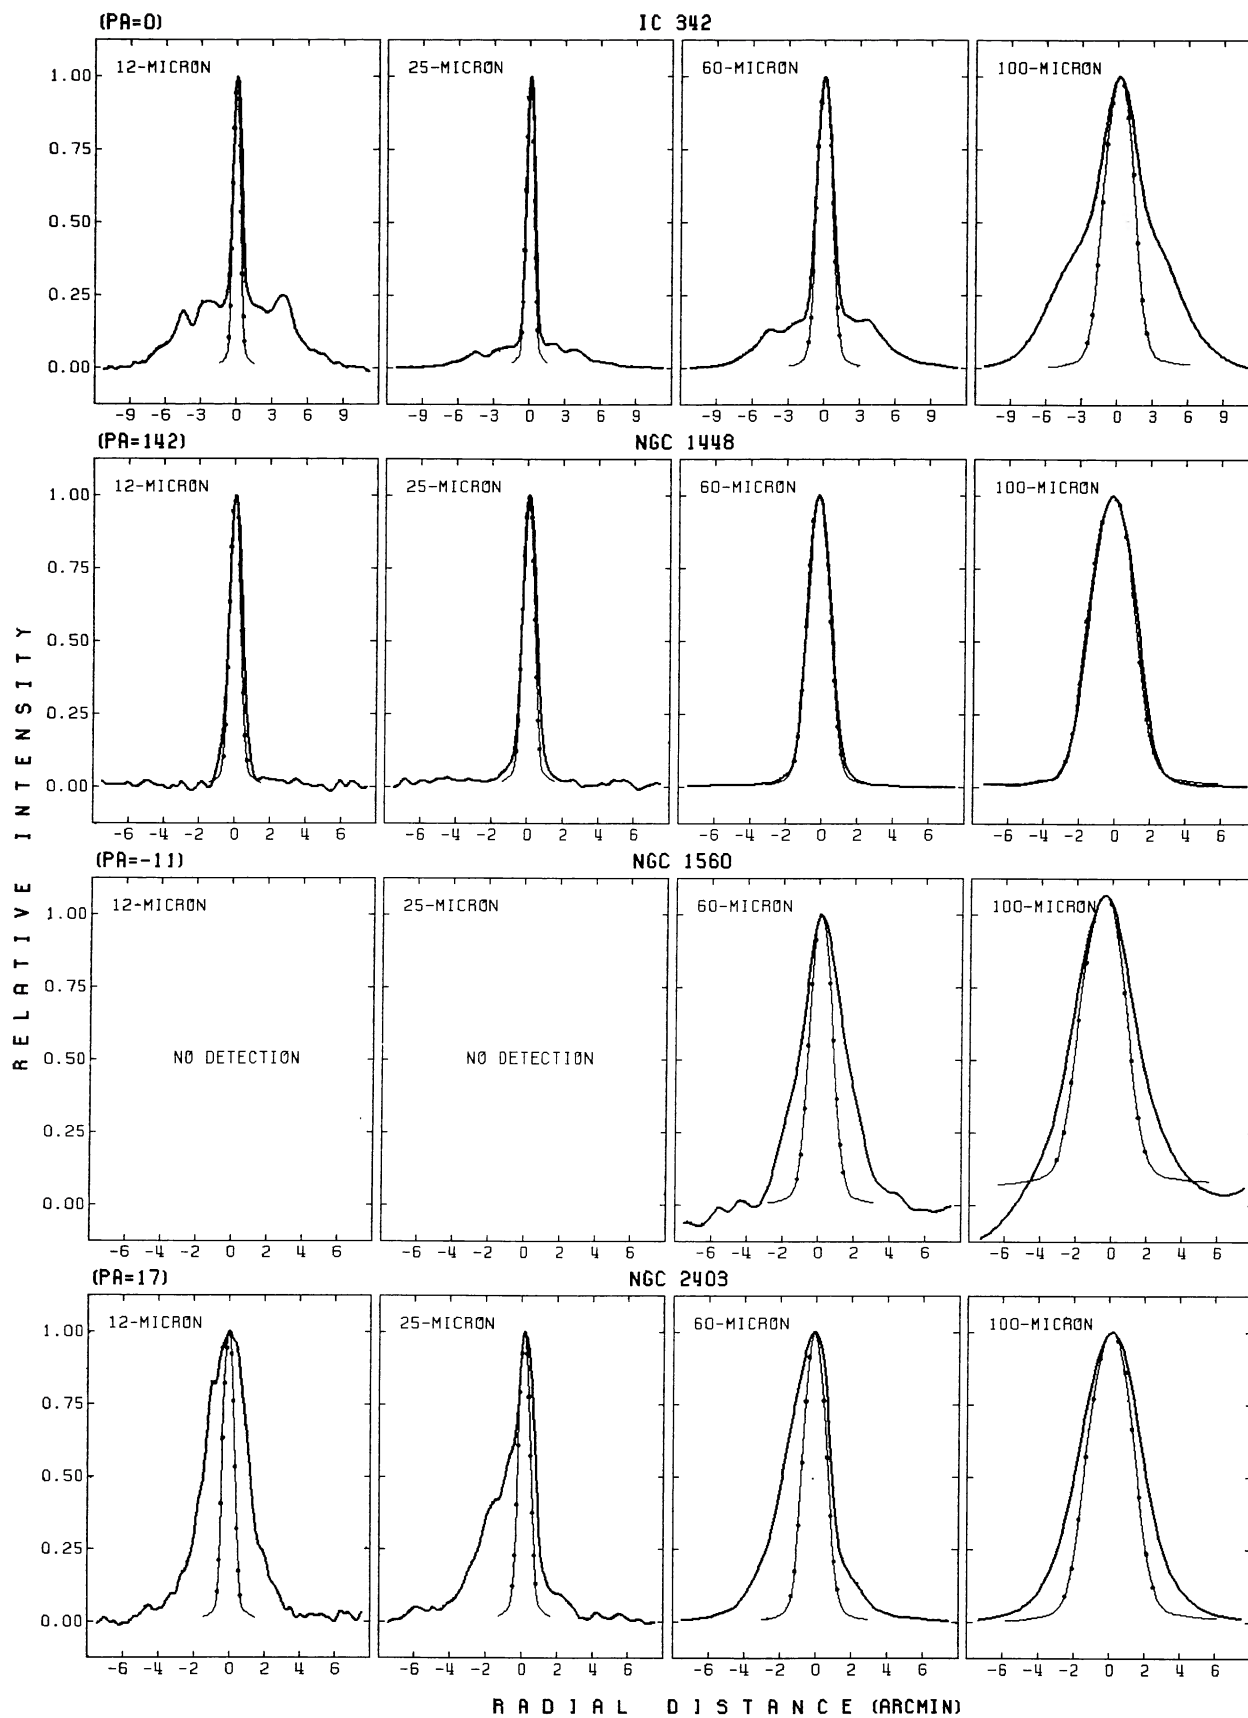 (PA=0) IC 342
12-MICRON 25-MICRON 60-MICRON 100-MICRON
1.00
0.75
0.50
0.25
0.00
-9 -6 -3 0 3 6 9 -9 -6 -3 0 3 6 9 -9 -6 -3 0 3 6 9 -9 -6 -3 0 3 6 9
(PA=142) NGC 1448
12-MICRON 25-MICRON 60-MICRON 100-MICRON
1.00
0.75
0.50
0.25
0.00
-6 -4 -2 0 2 4 6 -6 -4 -2 0 2 4 6 -6 -4 -2 0 2 4 6 -6 -4 -2 0 2 4 6
(PA=-11) NGC 1560
12-MICRON 25-MICRON 60-MICRON 100-MICRON
1.00
0.75
NO DETECTION NO DETECTION
0.50
0.25
0.00
-6 -4 -2 0 2 4 6 -6 -4 -2 0 2 4 6 -6 -4 -2 0 2 4 6 -6 -4 -2 0 2 4 6
(PA=17) NGC 2403
12-MICRON 25-MICRON 60-MICRON 100-MICRON
1.00
0.75
0.50
0.25
0.00
-6 -4 -2 0 2 4 6 -6 -4 -2 0 2 4 6 -6 -4 -2 0 2 4 6 -6 -4 -2 0 2 4 6
RELATIVE INTENSITY
RADIAL DISTANCE (ARCMIN)